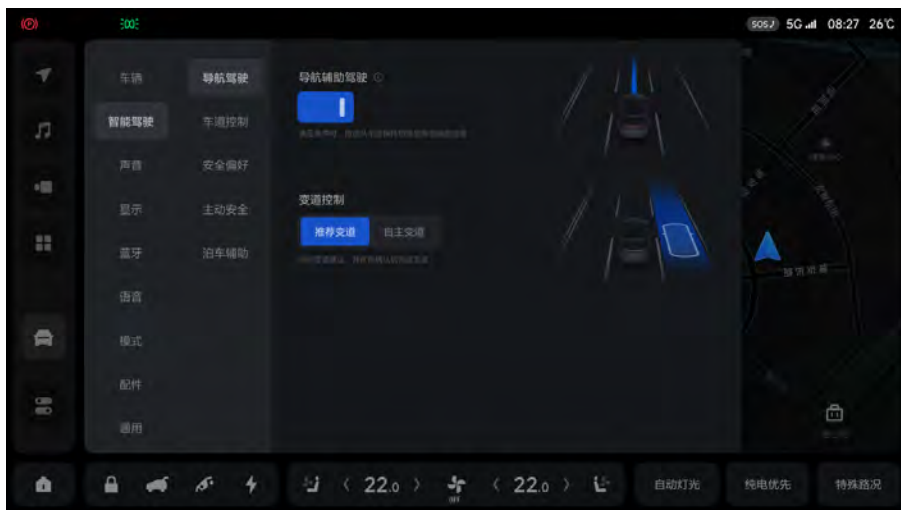 SOS 5G 08:27 26℃
车辆
智能驾驶
声音
显示
蓝牙
语音
模式
配件
通用
导航驾驶
车道控制
安全偏好
主动安全
泊车辅助
导航辅助驾驶
变道控制
推荐变道
自主变道
22.0
OFF
22.0
自动灯光
纯电优先
特殊路况